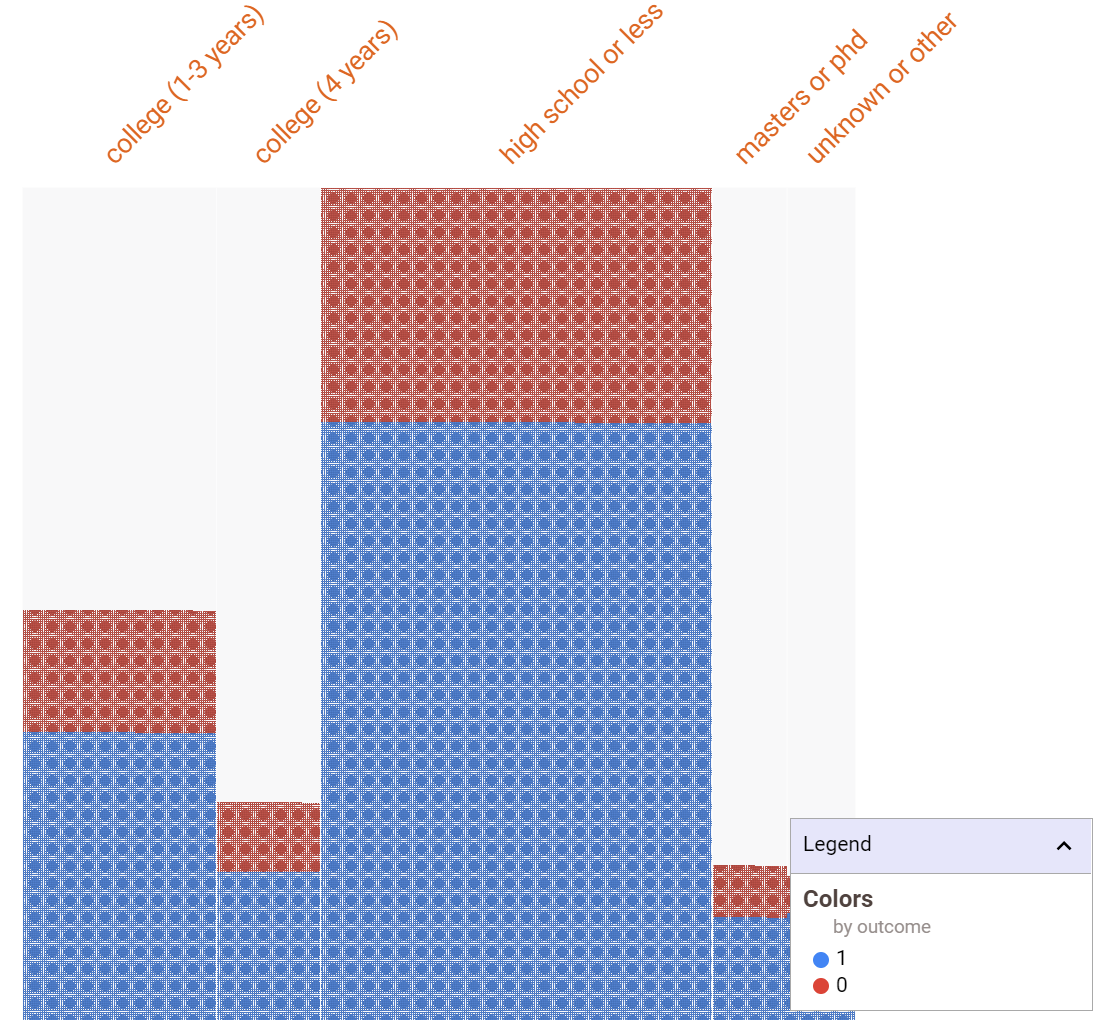 college (1-3 years)
college (4 years)
high school or less
masters or phd
unknown or other
Legend
Colors
by outcome
1
0